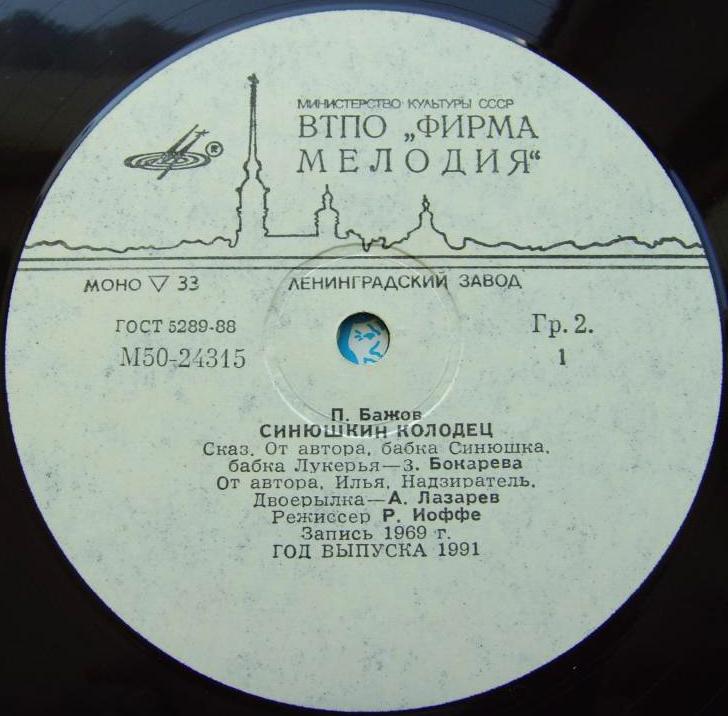 МИНИСТЕРСТВО КУЛЬТУРЫ СССР
ВТПО „ФИРМА
МЕЛОДИЯ“
®
МОНО ▽ 33
ЛЕНИНГРАДСКИЙ ЗАВОД
ГОСТ 5289-88
Гр. 2.
М50-24315
1
П. Бажов
СИНЮШКИН КОЛОДЕЦ
Сказ. От автора, бабка Синюшка,
бабка Лукерья—З. Бокарева
От автора, Илья, Надзиратель,
Двоерылка—А. Лазарев
Режиссер Р. Иоффе
Запись 1969 г.
ГОД ВЫПУСКА 1991